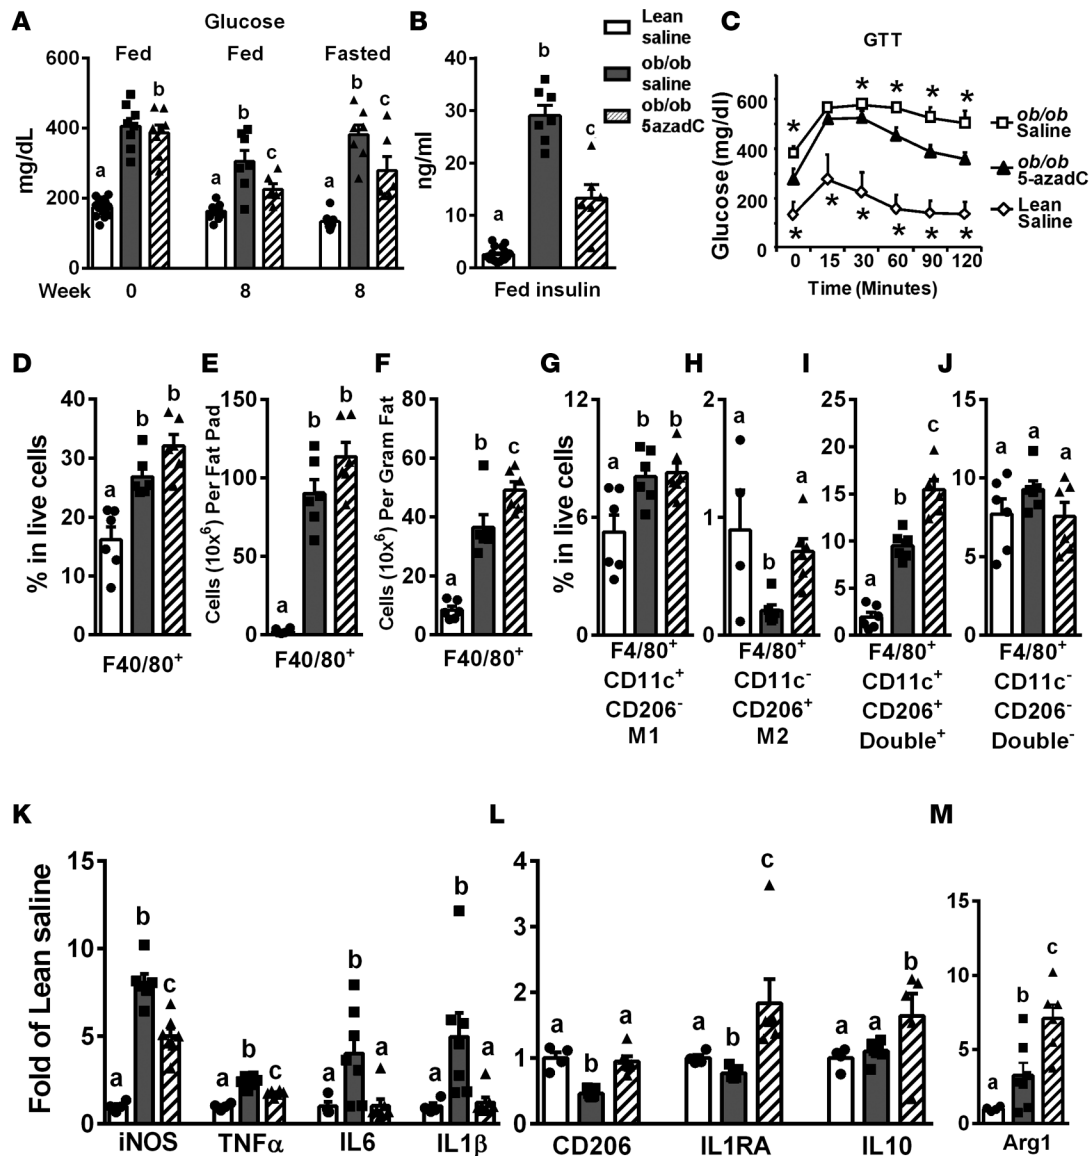 A
Glucose
Fed Fed Fasted
mg/dL
600
400
200
0
a b b
a b c
a b c
Week 0 8 8
B
ng/ml
40
30
20
10
0
a b c
Fed insulin
Lean saline
ob/ob saline
ob/ob 5azadC
C
GTT
Glucose (mg/dl)
600
400
200
0
* * * * * *
* * * * * *
0 15 30 60 90 120
Time (Minutes)
ob/ob Saline
ob/ob 5-azadC
Lean Saline
D
% in live cells
40
30
20
10
0
a b b
F40/80+
E
Cells (10x⁶) Per Fat Pad
150
100
50
0
a b b
F40/80+
F
Cells (10x⁶) Per Gram Fat
80
60
40
20
0
a b c
F40/80+
G
% in live cells
12
6
0
a b b
F4/80+
CD11c+
CD206-
M1
H
2
1
0
a b a
F4/80+
CD11c-
CD206+
M2
I
25
20
15
10
5
0
a b c
F4/80+
CD11c+
CD206+
Double+
J
15
10
5
0
a a a
F4/80+
CD11c-
CD206-
Double-
K
Fold of Lean saline
15
10
5
0
a b c
a b c
a b a
a b a
iNOS TNFα IL6 IL1β
L
4
3
2
1
0
a b a
a b c
a a b
CD206 IL1RA IL10
M
15
10
5
0
a b c
Arg1